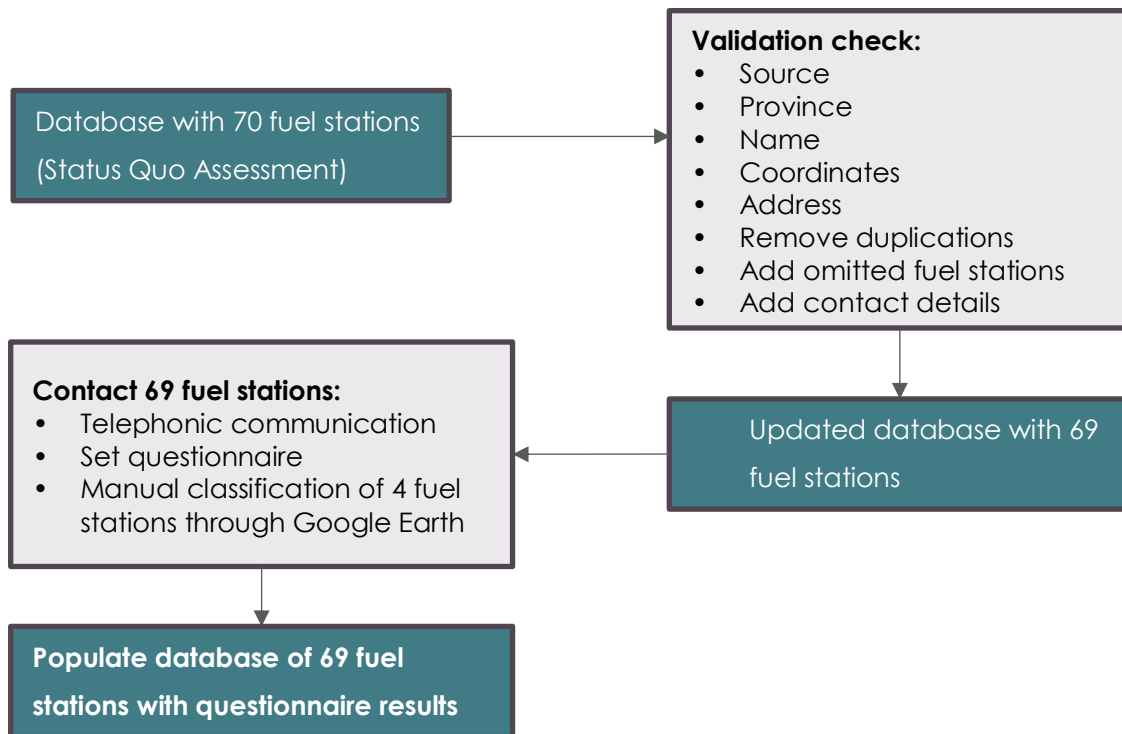 Database with 70 fuel stations
(Status Quo Assessment)
Validation check:
• Source
• Province
• Name
• Coordinates
• Address
• Remove duplications
• Add omitted fuel stations
• Add contact details
Updated database with 69
fuel stations
Contact 69 fuel stations:
• Telephonic communication
• Set questionnaire
• Manual classification of 4 fuel
stations through Google Earth
Populate database of 69 fuel
stations with questionnaire results